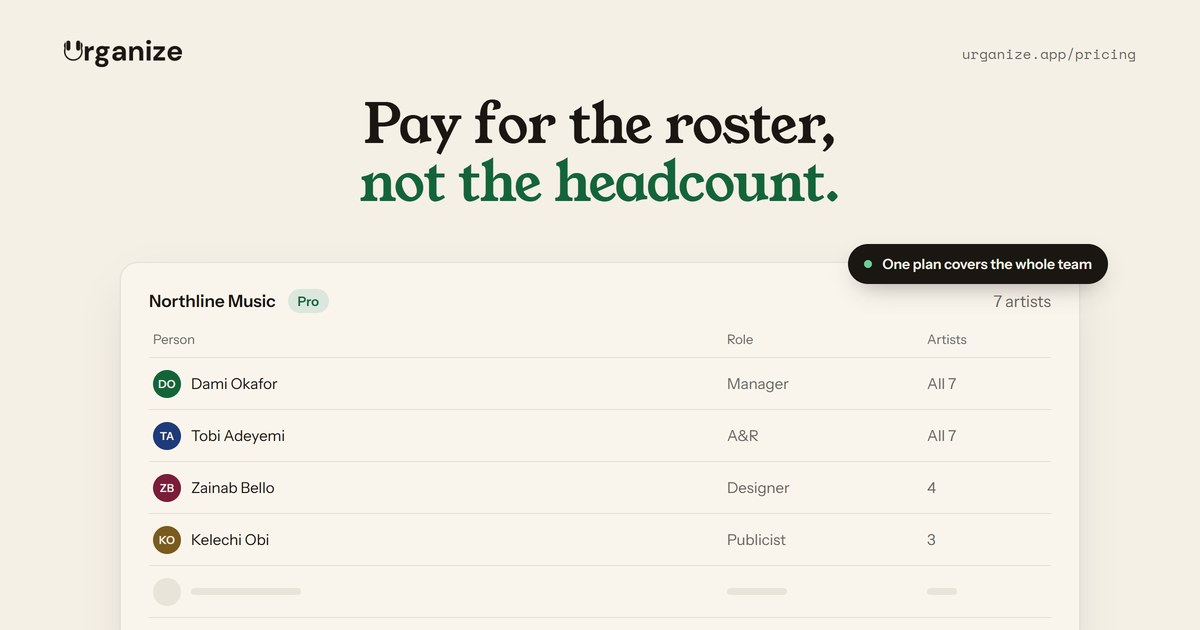 Urganize
urganize.app/pricing
Pay for the roster,
not the headcount.
One plan covers the whole team
Northline Music Pro
7 artists
Person Role Artists
DO Dami Okafor Manager All 7
TA Tobi Adeyemi A&R All 7
ZB Zainab Bello Designer 4
KO Kelechi Obi Publicist 3